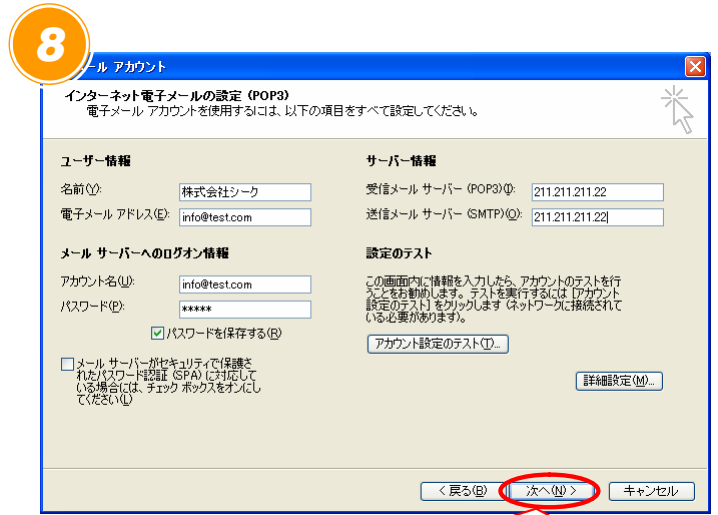 8
ール アカウント
インターネット電子メールの設定 (POP3)
電子メール アカウントを使用するには、以下の項目をすべて設定してください。
ユーザー情報
名前(Y): 株式会社シーク
電子メール アドレス(E): info@test.com
メール サーバーへのログオン情報
アカウント名(U): info@test.com
パスワード(P): *****
パスワードを保存する(R)
メール サーバーがセキュリティで保護さ
れたパスワード認証 (SPA) に対応して
いる場合には、チェック ボックスをオンにし
てください(L)
サーバー情報
受信メール サーバー (POP3)(I): 211.211.211.22
送信メール サーバー (SMTP)(O): 211.211.211.22
設定のテスト
この画面内に情報を入力したら、アカウントのテストを行
うことをお勧めします。テストを実行するには [アカウント
設定のテスト] をクリックします (ネットワークに接続されて
いる必要があります)。
アカウント設定のテスト(T)...
詳細設定(M)...
< 戻る(B)
次へ(N) >
キャンセル